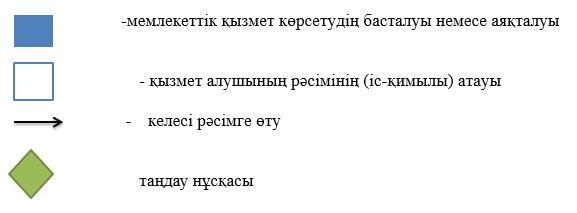 -мемлекеттік қызмет көрсетудің басталуы немесе аяқталуы
- қызмет алушының рәсімінің (іс-қимылы) атауы
- келесі рәсімге өту
таңдау нұсқасы